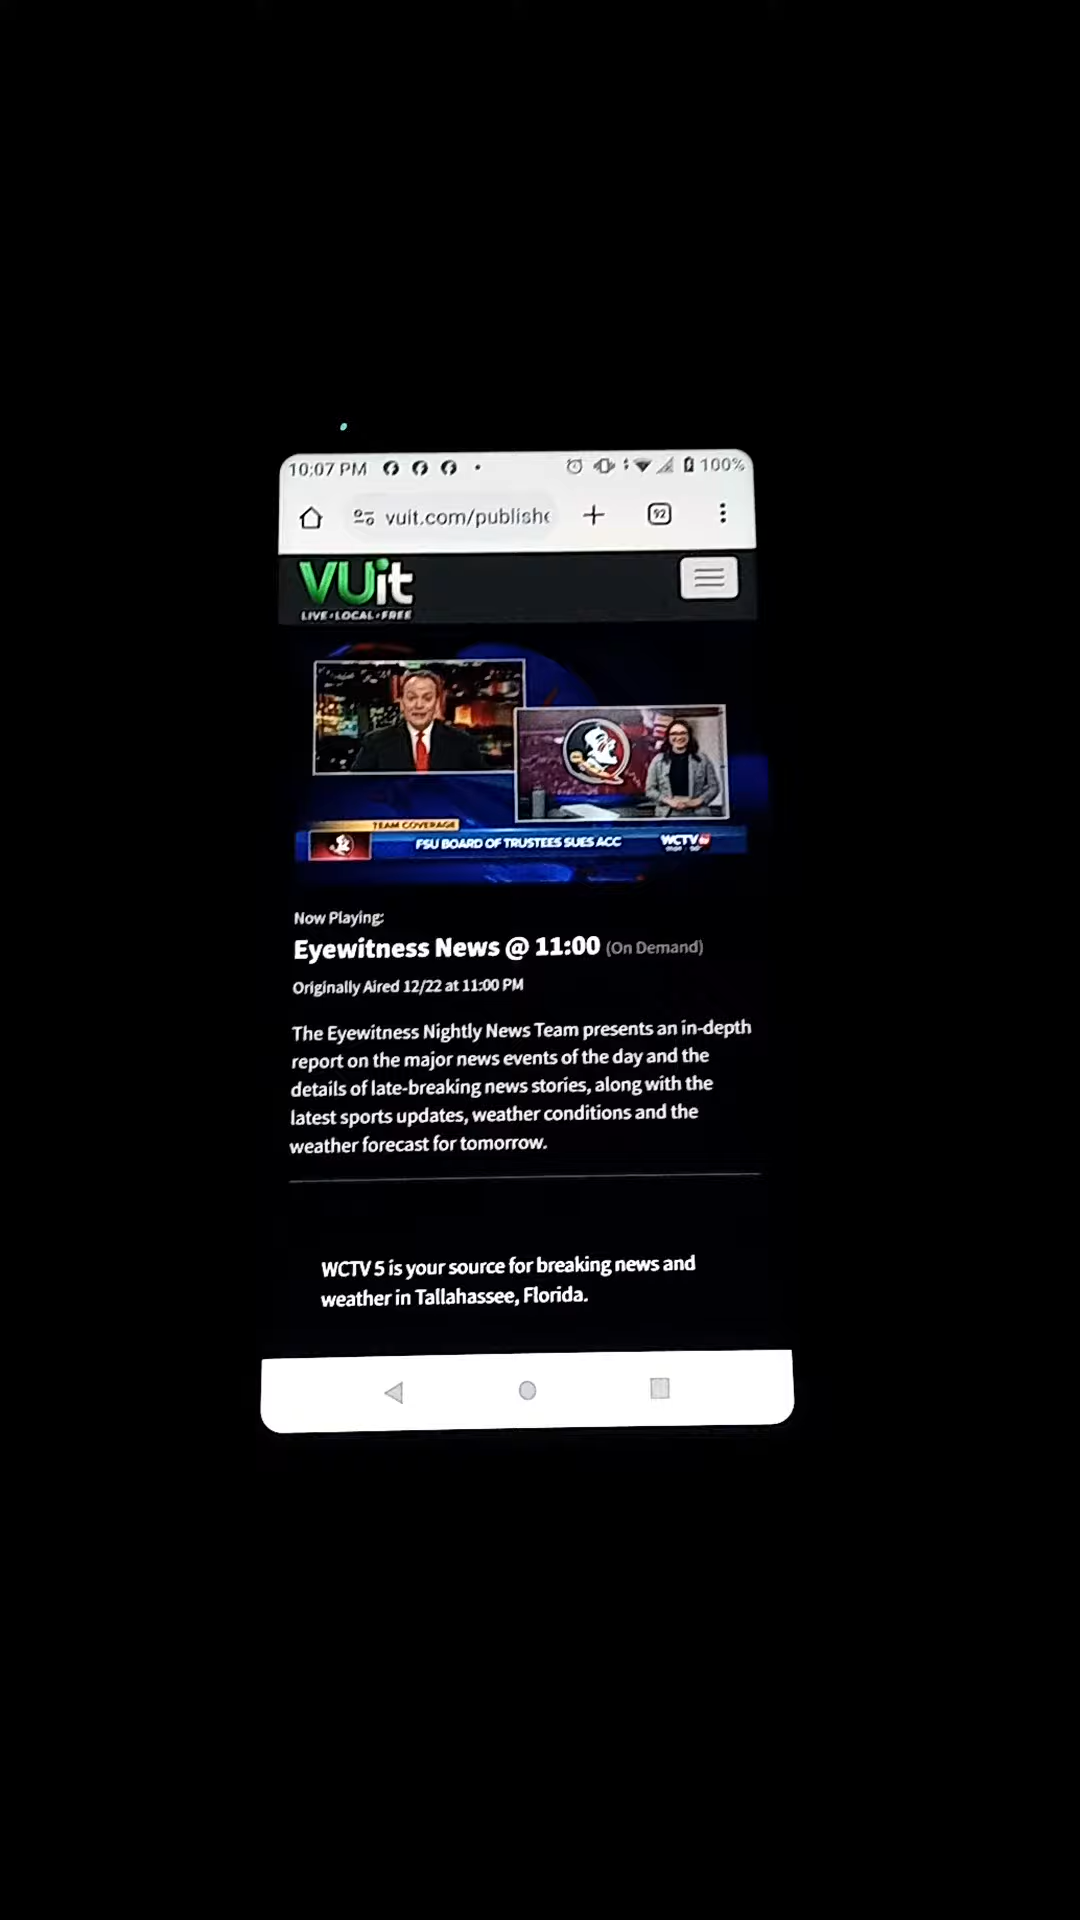 10:07 PM 100%
vuit.com/publishe 92
VUit
LIVE•LOCAL•FREE
TEAM COVERAGE
FSU BOARD OF TRUSTEES SUES ACC WCTV
Now Playing:
Eyewitness News @ 11:00 (On Demand)
Originally Aired 12/22 at 11:00 PM
The Eyewitness Nightly News Team presents an in-depth
report on the major news events of the day and the
details of late-breaking news stories, along with the
latest sports updates, weather conditions and the
weather forecast for tomorrow.
WCTV 5 is your source for breaking news and
weather in Tallahassee, Florida.